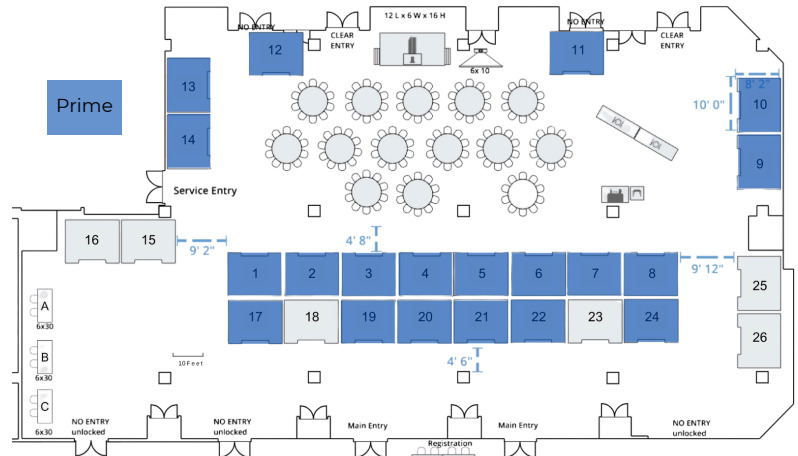 12 L x 6 W x 16 H
NO ENTRY
CLEAR
ENTRY
NO ENTRY
CLEAR
ENTRY
6x 10
12
11
13
14
Prime
8' 2"
10' 0"
10
9
Service Entry
16
15
9' 2"
4' 8"
9' 12"
1
2
3
4
5
6
7
8
17
18
19
20
21
22
23
24
25
26
A
6x30
B
6x30
C
6x30
10 Feet
4' 6"
NO ENTRY
unlocked
NO ENTRY
unlocked
Main Entry
Main Entry
NO ENTRY
unlocked
Registration